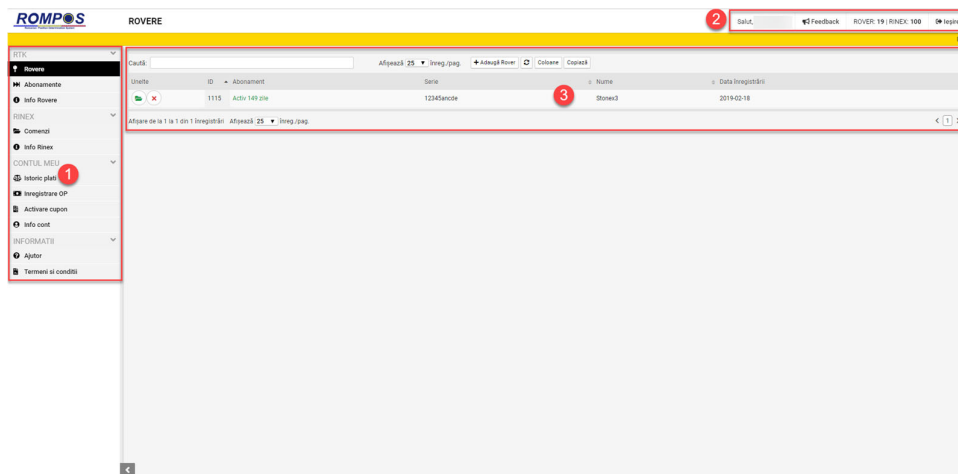 ROMPOS
ROVERE
2
Salut,
Feedback
ROVER: 19 | RINEX: 100
Ieșire
RTK
Rovere
Abonamente
Info Rovere
RINEX
Comenzi
Info Rinex
CONTUL MEU
1
Istoric plati
Inregistrare OP
Activare cupon
Info cont
INFORMATII
Ajutor
Termeni si conditii
Caută:
Afișează 25 înreg./pag.
+ Adaugă Rover
Coloane
Copiază
Unelte ID Abonament Serie Nume Data înregistrării
1115 Activ 149 zile 12345ancde 3 Stonex3 2019-02-18
Afișare de la 1 la 1 din 1 înregistrări Afișează 25 înreg./pag.
1